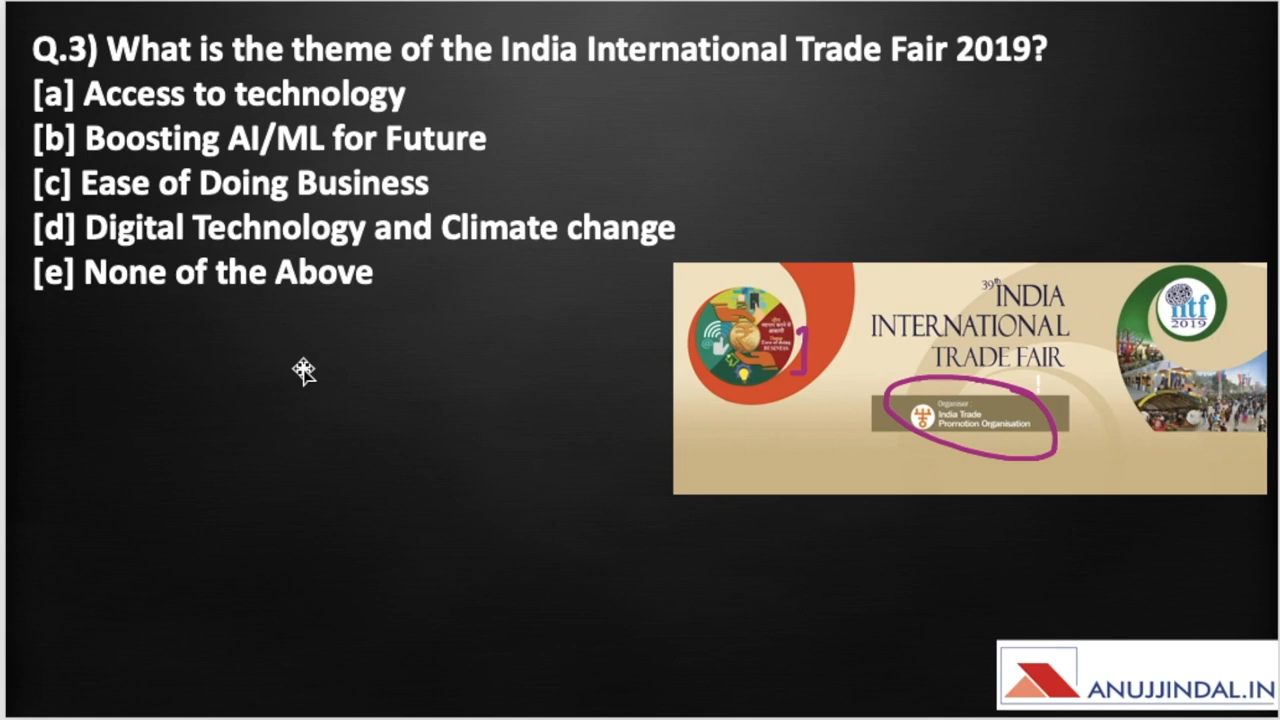 Q.3) What is the theme of the India International Trade Fair 2019?
[a] Access to technology
[b] Boosting AI/ML for Future
[c] Ease of Doing Business
[d] Digital Technology and Climate change
[e] None of the Above
39th INDIA
INTERNATIONAL
TRADE FAIR
Organiser :
India Trade
Promotion Organisation
Ease of doing
BUSINESS
iitf
2019
ANUJJINDAL.IN